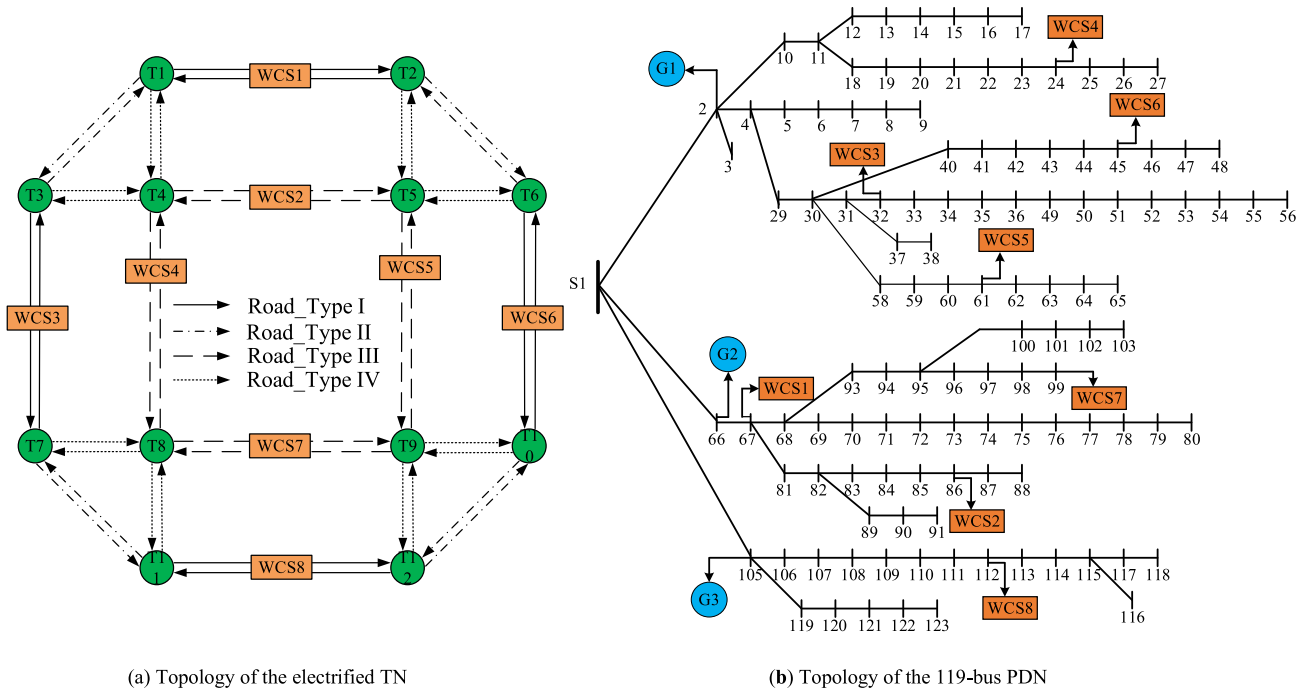 T1
WCS1
T2
T3
T4
WCS2
T5
T6
WCS3
WCS4
WCS5
WCS6
Road_Type I
Road_Type II
Road_Type III
Road_Type IV
T7
T8
WCS7
T9
T1
0
T1
1
WCS8
T1
2
(a) Topology of the electrified TN
12 13 14 15 16 17
WCS4
10 11
18 19 20 21 22 23 24 25 26 27
G1
2 4 5 6 7 8 9
3
WCS6
40 41 42 43 44 45 46 47 48
WCS3
29 30 31 32 33 34 35 36 49 50 51 52 53 54 55 56
37 38
WCS5
58 59 60 61 62 63 64 65
S1
100 101 102 103
G2
WCS1
93 94 95 96 97 98 99
WCS7
66 67 68 69 70 71 72 73 74 75 76 77 78 79 80
81 82 83 84 85 86 87 88
WCS2
89 90 91
105 106 107 108 109 110 111 112 113 114 115 117 118
G3
WCS8
116
119 120 121 122 123
(b) Topology of the 119-bus PDN